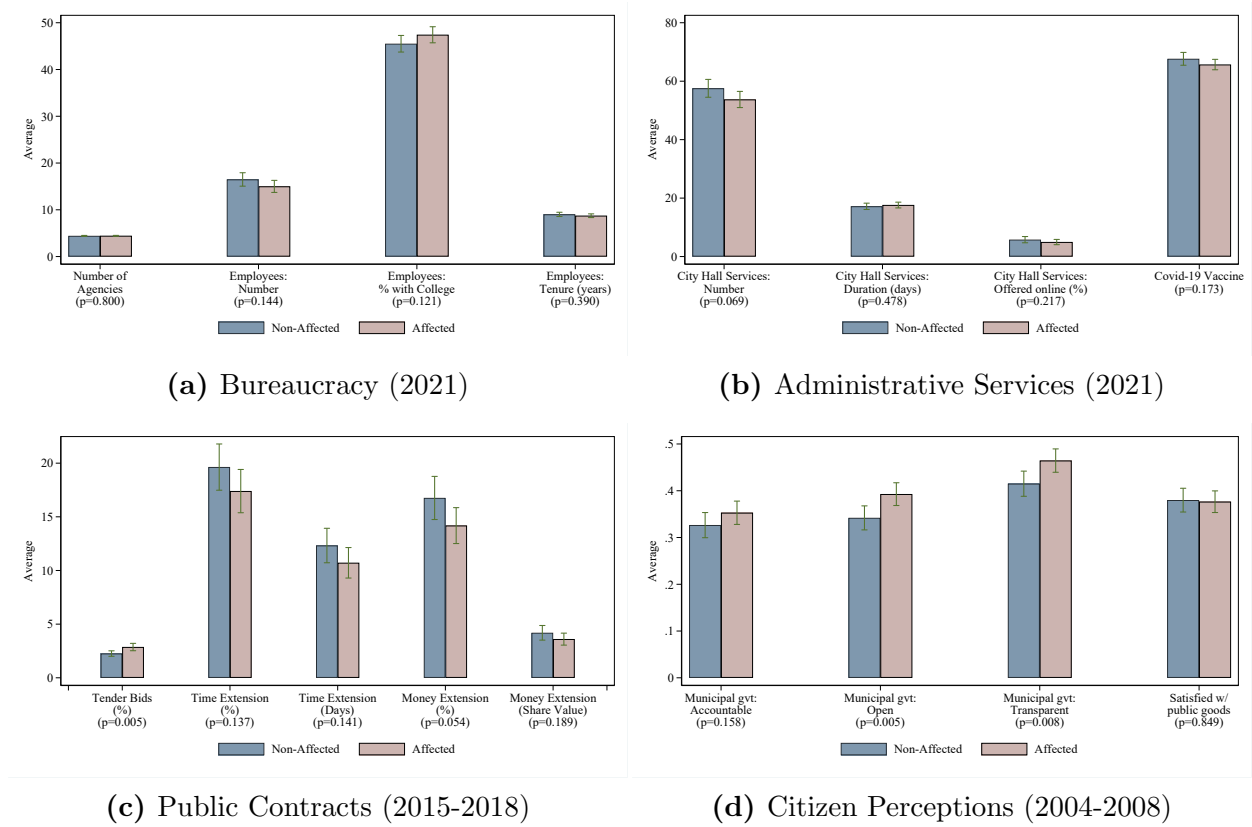 50
40
30
20
10
0
Average
Number of
Agencies
(p=0.800)
Employees:
Number
(p=0.144)
Employees:
% with College
(p=0.121)
Employees:
Tenure (years)
(p=0.390)
Non-Affected
Affected
(a) Bureaucracy (2021)
80
60
40
20
0
Average
City Hall Services:
Number
(p=0.069)
City Hall Services:
Duration (days)
(p=0.478)
City Hall Services:
Offered online (%)
(p=0.217)
Covid-19 Vaccine
(p=0.173)
Non-Affected
Affected
(b) Administrative Services (2021)
20
15
10
5
0
Average
Tender Bids
(%)
(p=0.005)
Time Extension
(%)
(p=0.137)
Time Extension
(Days)
(p=0.141)
Money Extension
(%)
(p=0.054)
Money Extension
(Share Value)
(p=0.189)
Non-Affected
Affected
(c) Public Contracts (2015-2018)
.5
.4
.3
.2
.1
0
Average
Municipal gvt:
Accountable
(p=0.158)
Municipal gvt:
Open
(p=0.005)
Municipal gvt:
Transparent
(p=0.008)
Satisfied w/
public goods
(p=0.849)
Non-Affected
Affected
(d) Citizen Perceptions (2004-2008)